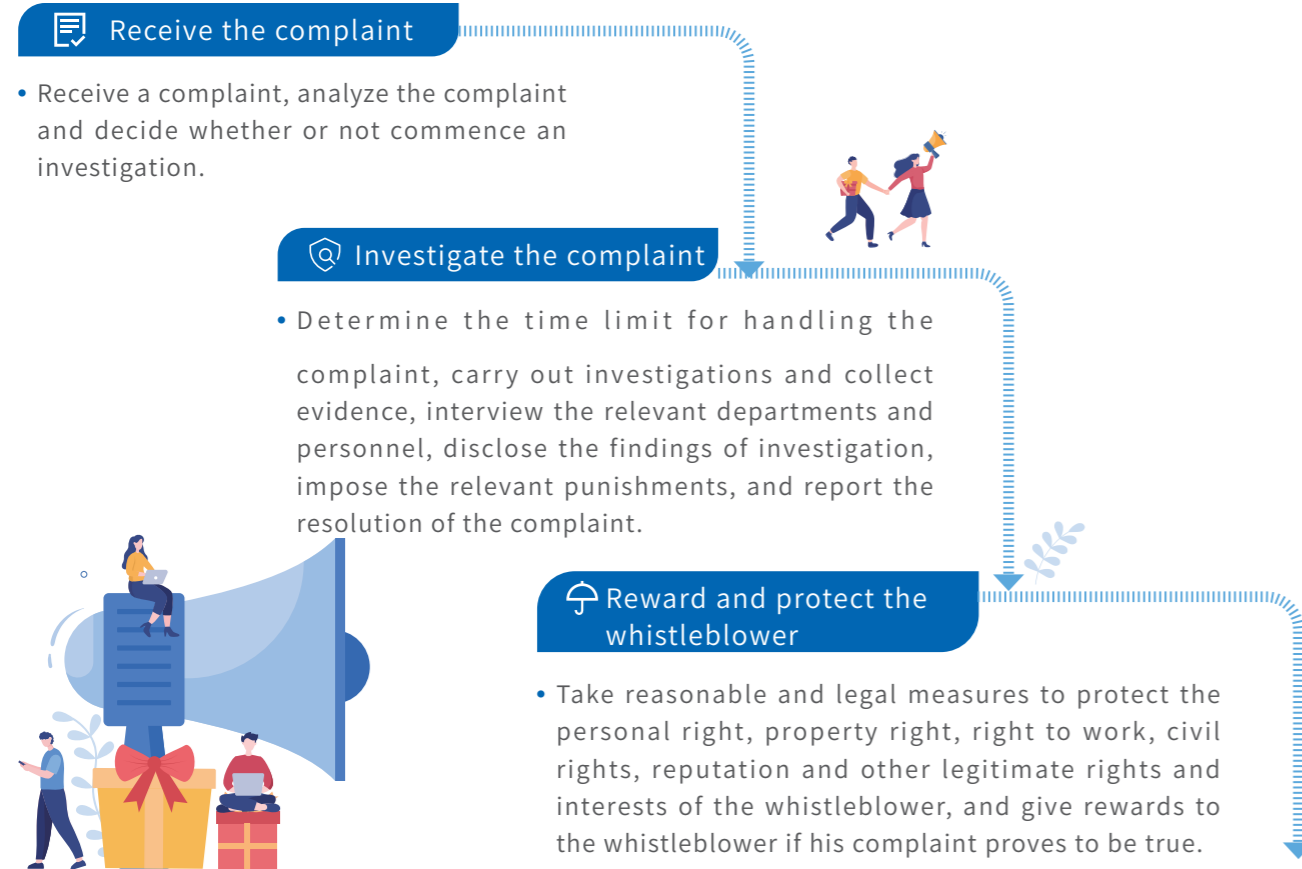 Receive the complaint
• Receive a complaint, analyze the complaint
and decide whether or not commence an
investigation.
Investigate the complaint
• Determine the time limit for handling the
complaint, carry out investigations and collect
evidence, interview the relevant departments and
personnel, disclose the findings of investigation,
impose the relevant punishments, and report the
resolution of the complaint.
Reward and protect the
whistleblower
• Take reasonable and legal measures to protect the
personal right, property right, right to work, civil
rights, reputation and other legitimate rights and
interests of the whistleblower, and give rewards to
the whistleblower if his complaint proves to be true.